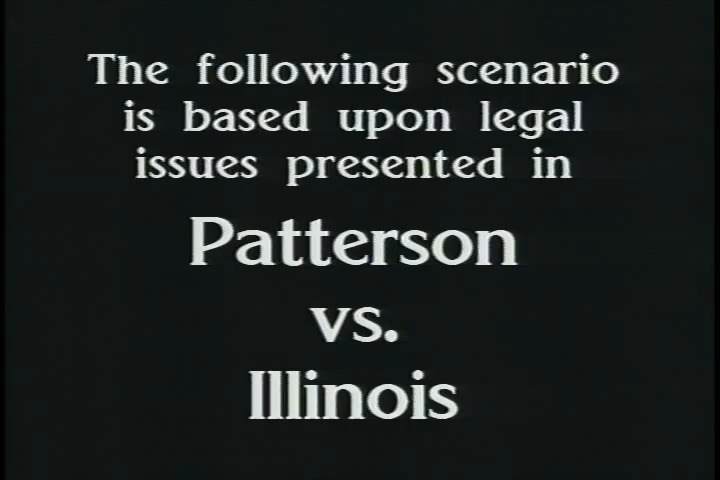 The following scenario
is based upon legal
issues presented in
Patterson
vs.
Illinois